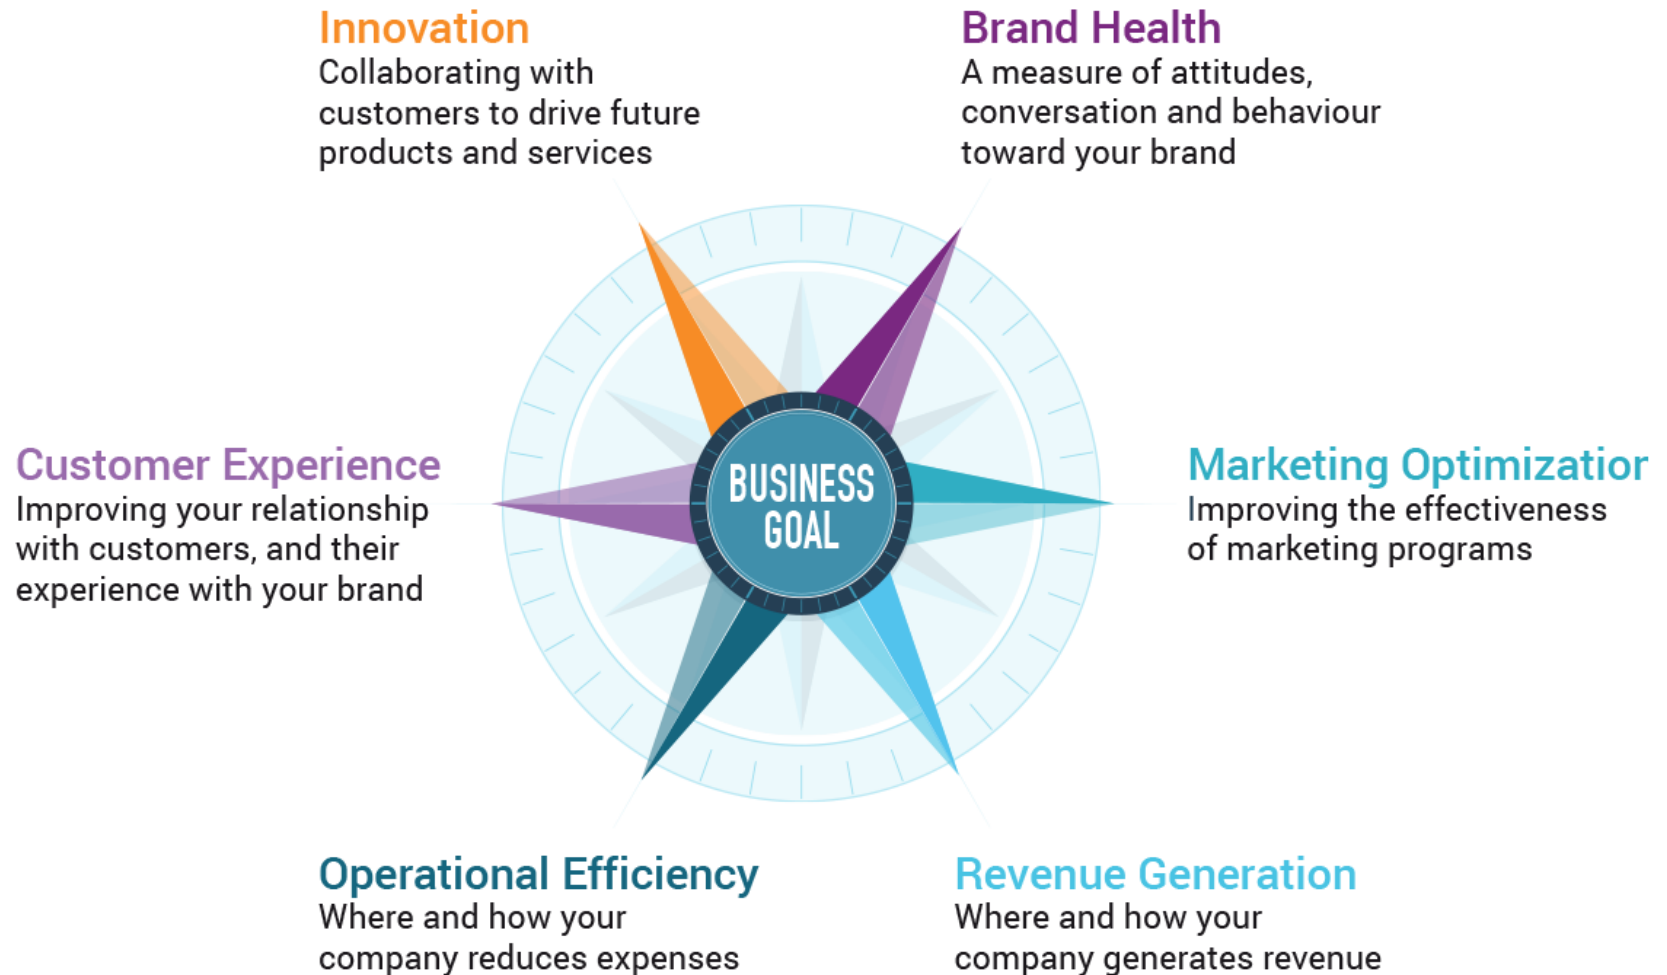 Innovation
Collaborating with
customers to drive future
products and services
Brand Health
A measure of attitudes,
conversation and behaviour
toward your brand
Customer Experience
Improving your relationship
with customers, and their
experience with your brand
BUSINESS
GOAL
Marketing Optimization
Improving the effectiveness
of marketing programs
Operational Efficiency
Where and how your
company reduces expenses
Revenue Generation
Where and how your
company generates revenue